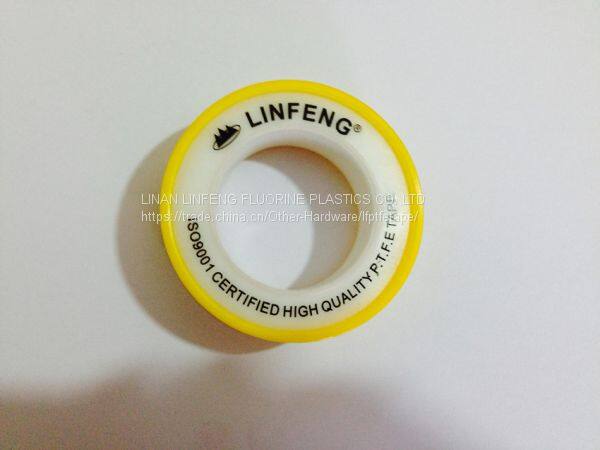 LINFENG®
LINAN LINFENG FLUORINE PLASTICS CO., LTD
https://trade.china.cn/Other-Hardware/lfptfetape/
ISO9001 CERTIFIED HIGH QUALITY P.T.F.E TAPE